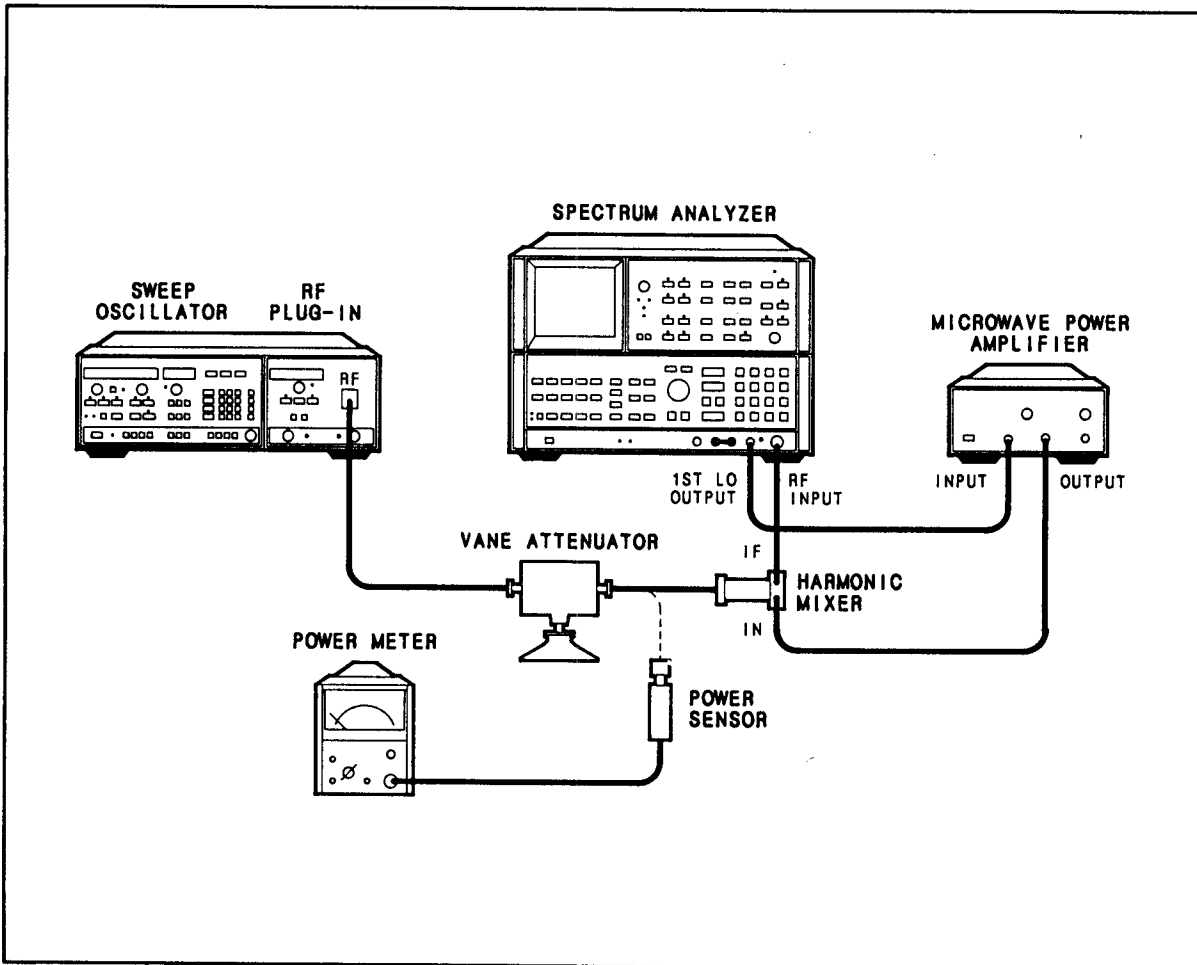 SPECTRUM ANALYZER
SWEEP
OSCILLATOR
RF
PLUG-IN
MICROWAVE POWER
AMPLIFIER
RF
1ST LO
OUTPUT
RF
INPUT
INPUT
OUTPUT
VANE ATTENUATOR
IF
HARMONIC
MIXER
IN
POWER METER
POWER
SENSOR